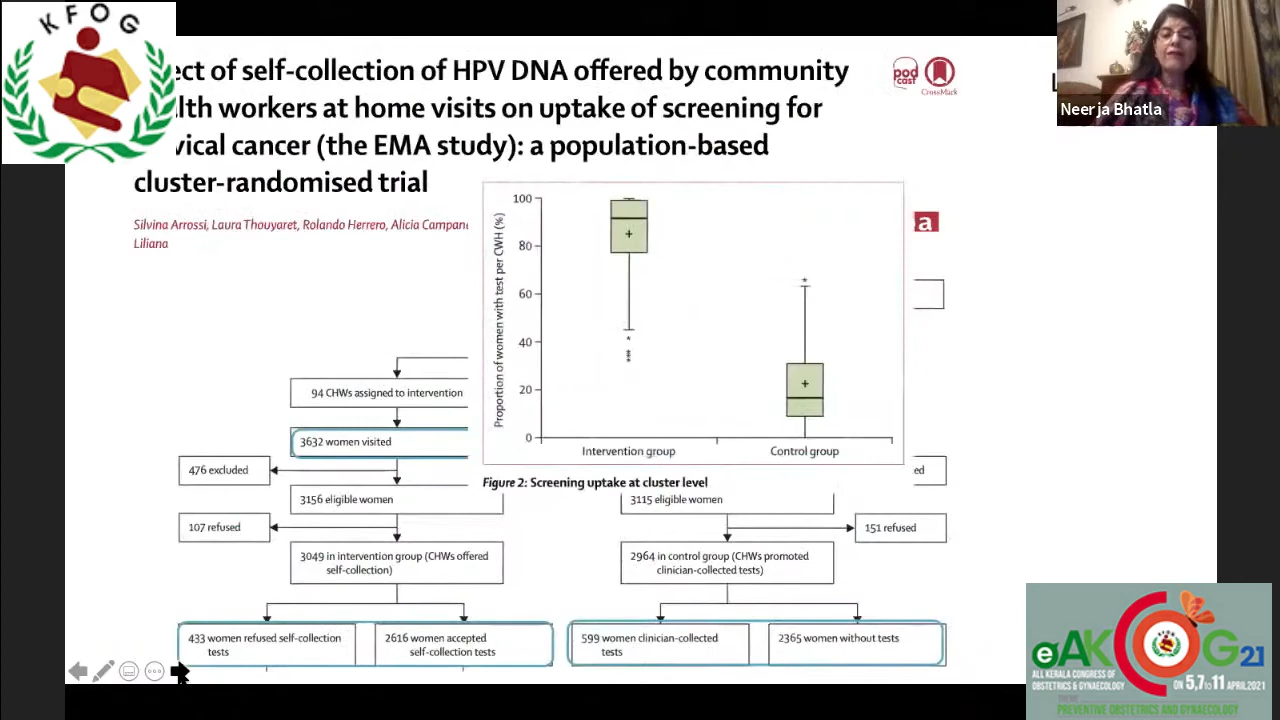 KFOG
ect of self-collection of HPV DNA offered by community
lth workers at home visits on uptake of screening for
vical cancer (the EMA study): a population-based
cluster-randomised trial
Silvina Arrossi, Laura Thouyaret, Rolando Herrero, Alicia Campan
Liliana
pod
cast
CrossMark
Neerja Bhatla
a
Proportion of women with test per CWH (%)
100
80
60
40
20
0
Intervention group
Control group
Figure 2: Screening uptake at cluster level
94 CHWs assigned to intervention
3632 women visited
476 excluded
ed
3156 eligible women
3115 eligible women
107 refused
151 refused
3049 in intervention group (CHWs offered
self-collection)
2964 in control group (CHWs promoted
clinician-collected tests)
433 women refused self-collection
tests
2616 women accepted
self-collection tests
599 women clinician-collected
tests
2365 women without tests
eAKCOG21
ALL KERALA CONGRESS OF
OBSTETRICS & GYNAECOLOGY
ON 5,7 to 11 APRIL2021
PREVENTIVE OBSTETRICS AND GYNAECOLOGY